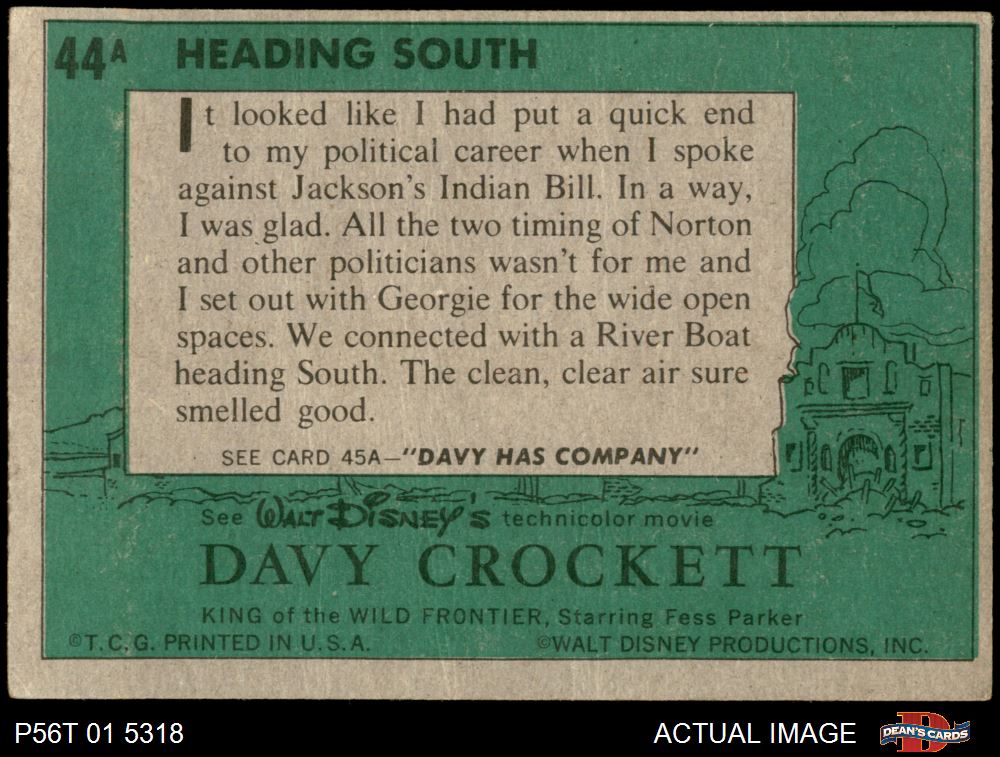 44A HEADING SOUTH
It looked like I had put a quick end
to my political career when I spoke
against Jackson's Indian Bill. In a way,
I was glad. All the two timing of Norton
and other politicians wasn't for me and
I set out with Georgie for the wide open
spaces. We connected with a River Boat
heading South. The clean, clear air sure
smelled good.
SEE CARD 45A—"DAVY HAS COMPANY"
See WALT DISNEY'S technicolor movie
DAVY CROCKETT
KING of the WILD FRONTIER, Starring Fess Parker
©T.C.G. PRINTED IN U.S.A. ©WALT DISNEY PRODUCTIONS, INC.
P56T 01 5318 ACTUAL IMAGE D DEAN'S CARDS